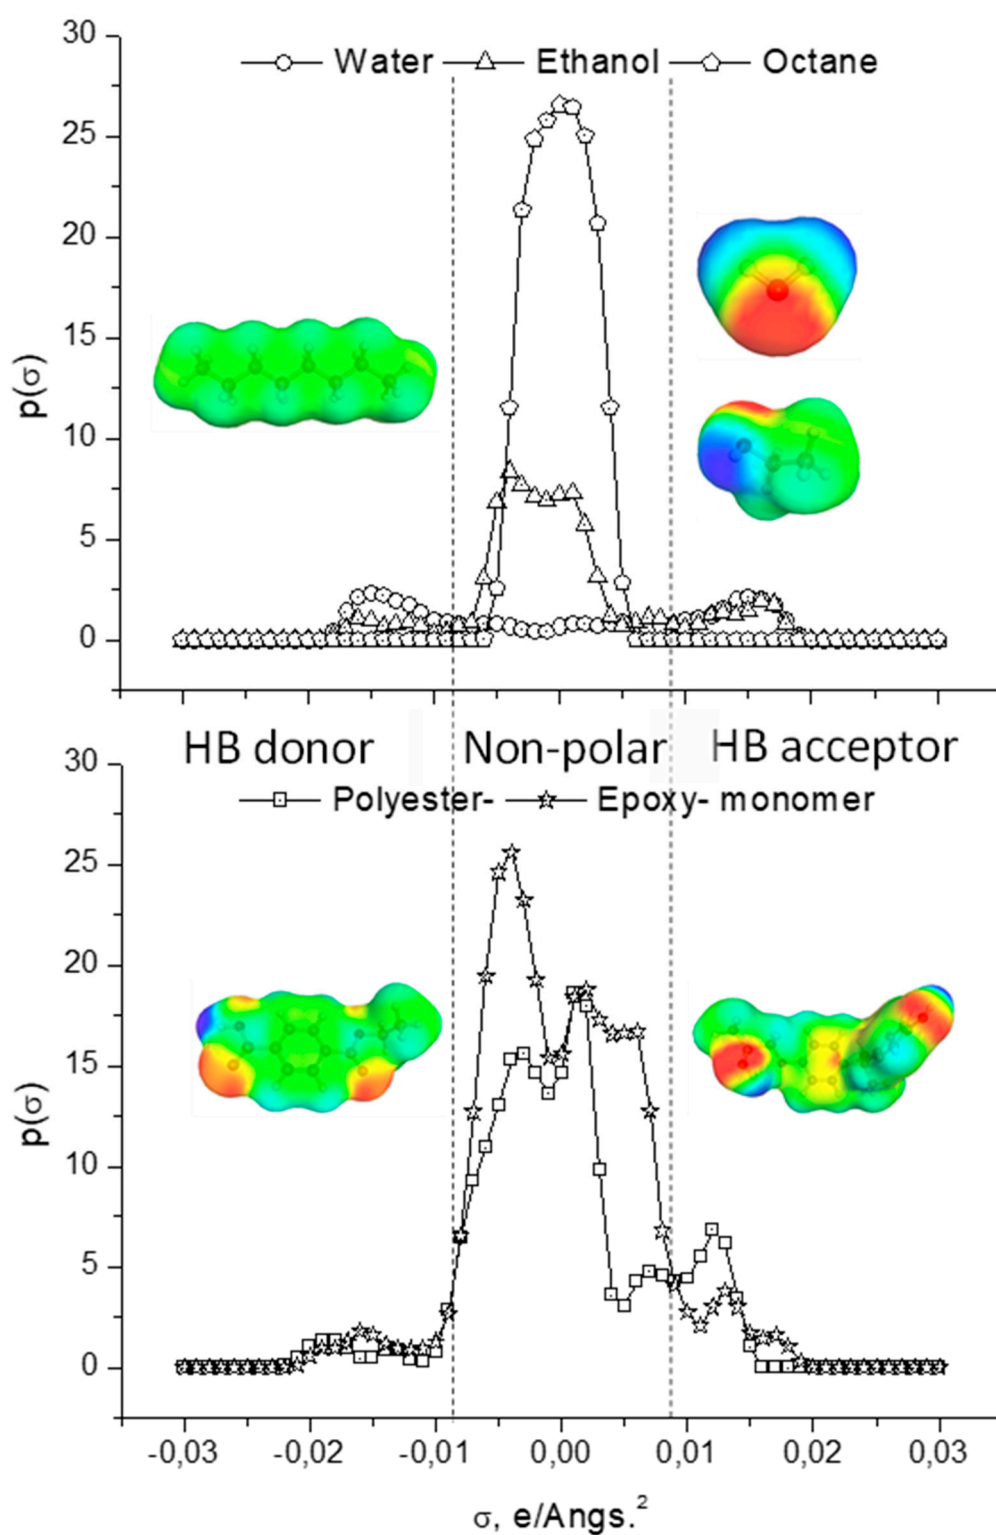 30
Water Ethanol Octane
25
20
15
p(σ)
10
5
0
HB donor Non-polar HB acceptor
30
Polyester- Epoxy- monomer
25
20
15
p(σ)
10
5
0
-0,03 -0,02 -0,01 0,00 0,01 0,02 0,03
σ, e/Angs.²